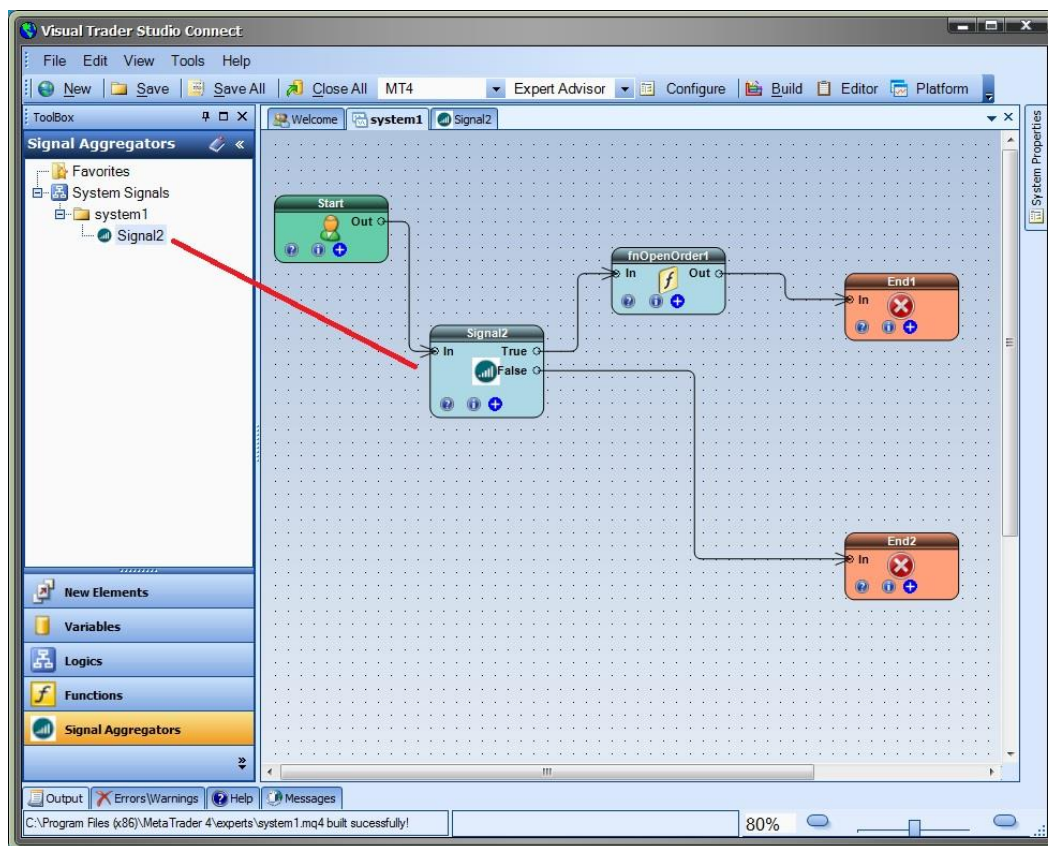 Visual Trader Studio Connect
File Edit View Tools Help
New Save Save All Close All MT4 Expert Advisor Configure Build Editor Platform
ToolBox
Welcome system1 Signal2
System Properties
Signal Aggregators
Favorites
System Signals
system1
Signal2
Start
Out
fnOpenOrder1
In Out
End1
In
Signal2
In True
False
End2
In
New Elements
Variables
Logics
Functions
Signal Aggregators
Output Errors\Warnings Help Messages
C:\Program Files (x86)\MetaTrader 4\experts\system1.mq4 built sucessfully!
80%